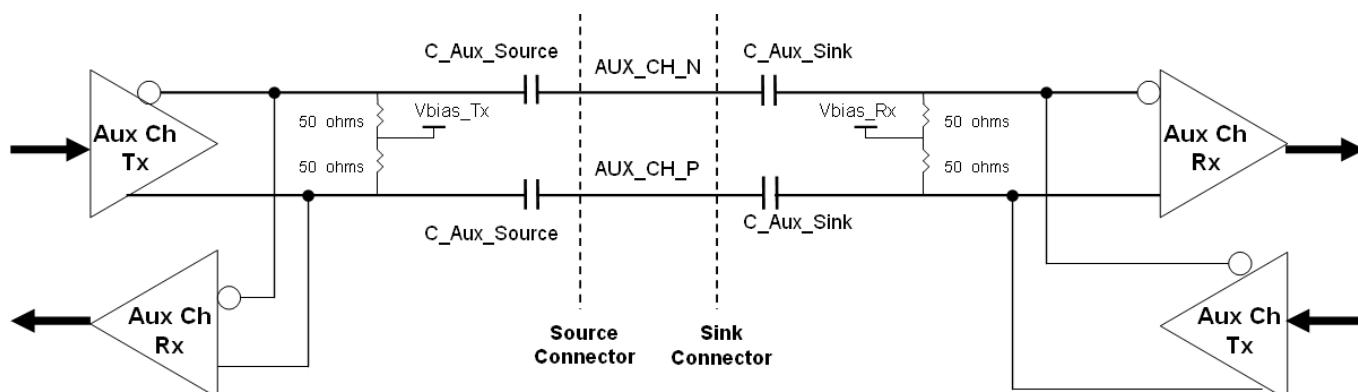 C_Aux_Source
C_Aux_Sink
AUX_CH_N
Vbias_Tx
Vbias_Rx
50 ohms
50 ohms
Aux Ch
Tx
Aux Ch
Rx
50 ohms
50 ohms
AUX_CH_P
C_Aux_Source
C_Aux_Sink
Aux Ch
Rx
Source
Connector
Sink
Connector
Aux Ch
Tx